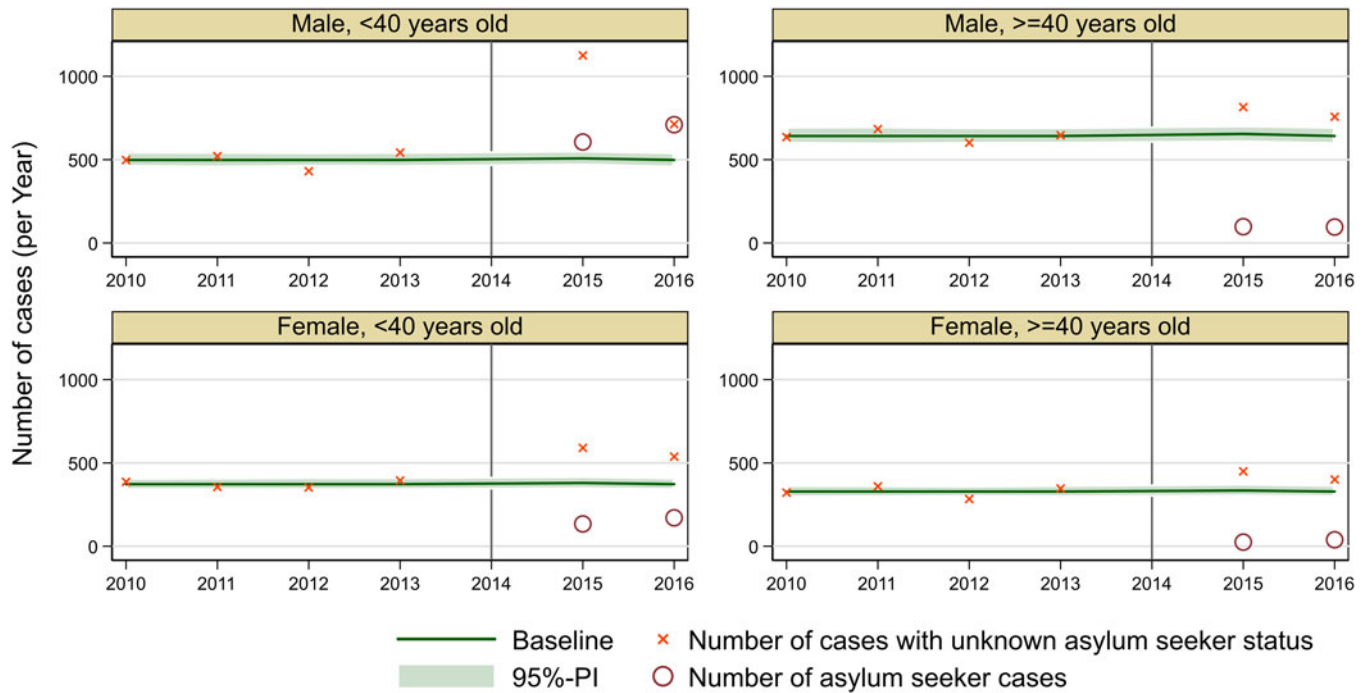 Male, <40 years old
Male, >=40 years old
Number of cases (per Year)
1000
500
0
2010 2011 2012 2013 2014 2015 2016
1000
500
0
2010 2011 2012 2013 2014 2015 2016
Female, <40 years old
Female, >=40 years old
1000
500
0
2010 2011 2012 2013 2014 2015 2016
1000
500
0
2010 2011 2012 2013 2014 2015 2016
Baseline
Number of cases with unknown asylum seeker status
95%-PI
Number of asylum seeker cases